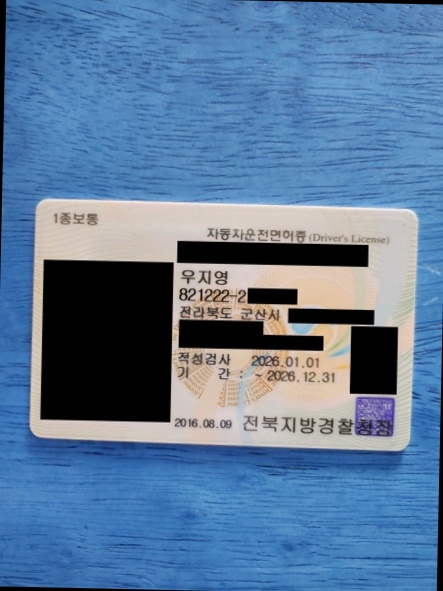 1종보통
자동차운전면허증 (Driver's License)
우지영
821222-2
전라북도 군산시
적성검사 2026.01.01
기 간 : ~ 2026.12.31
2016.08.09 전북지방경찰청장